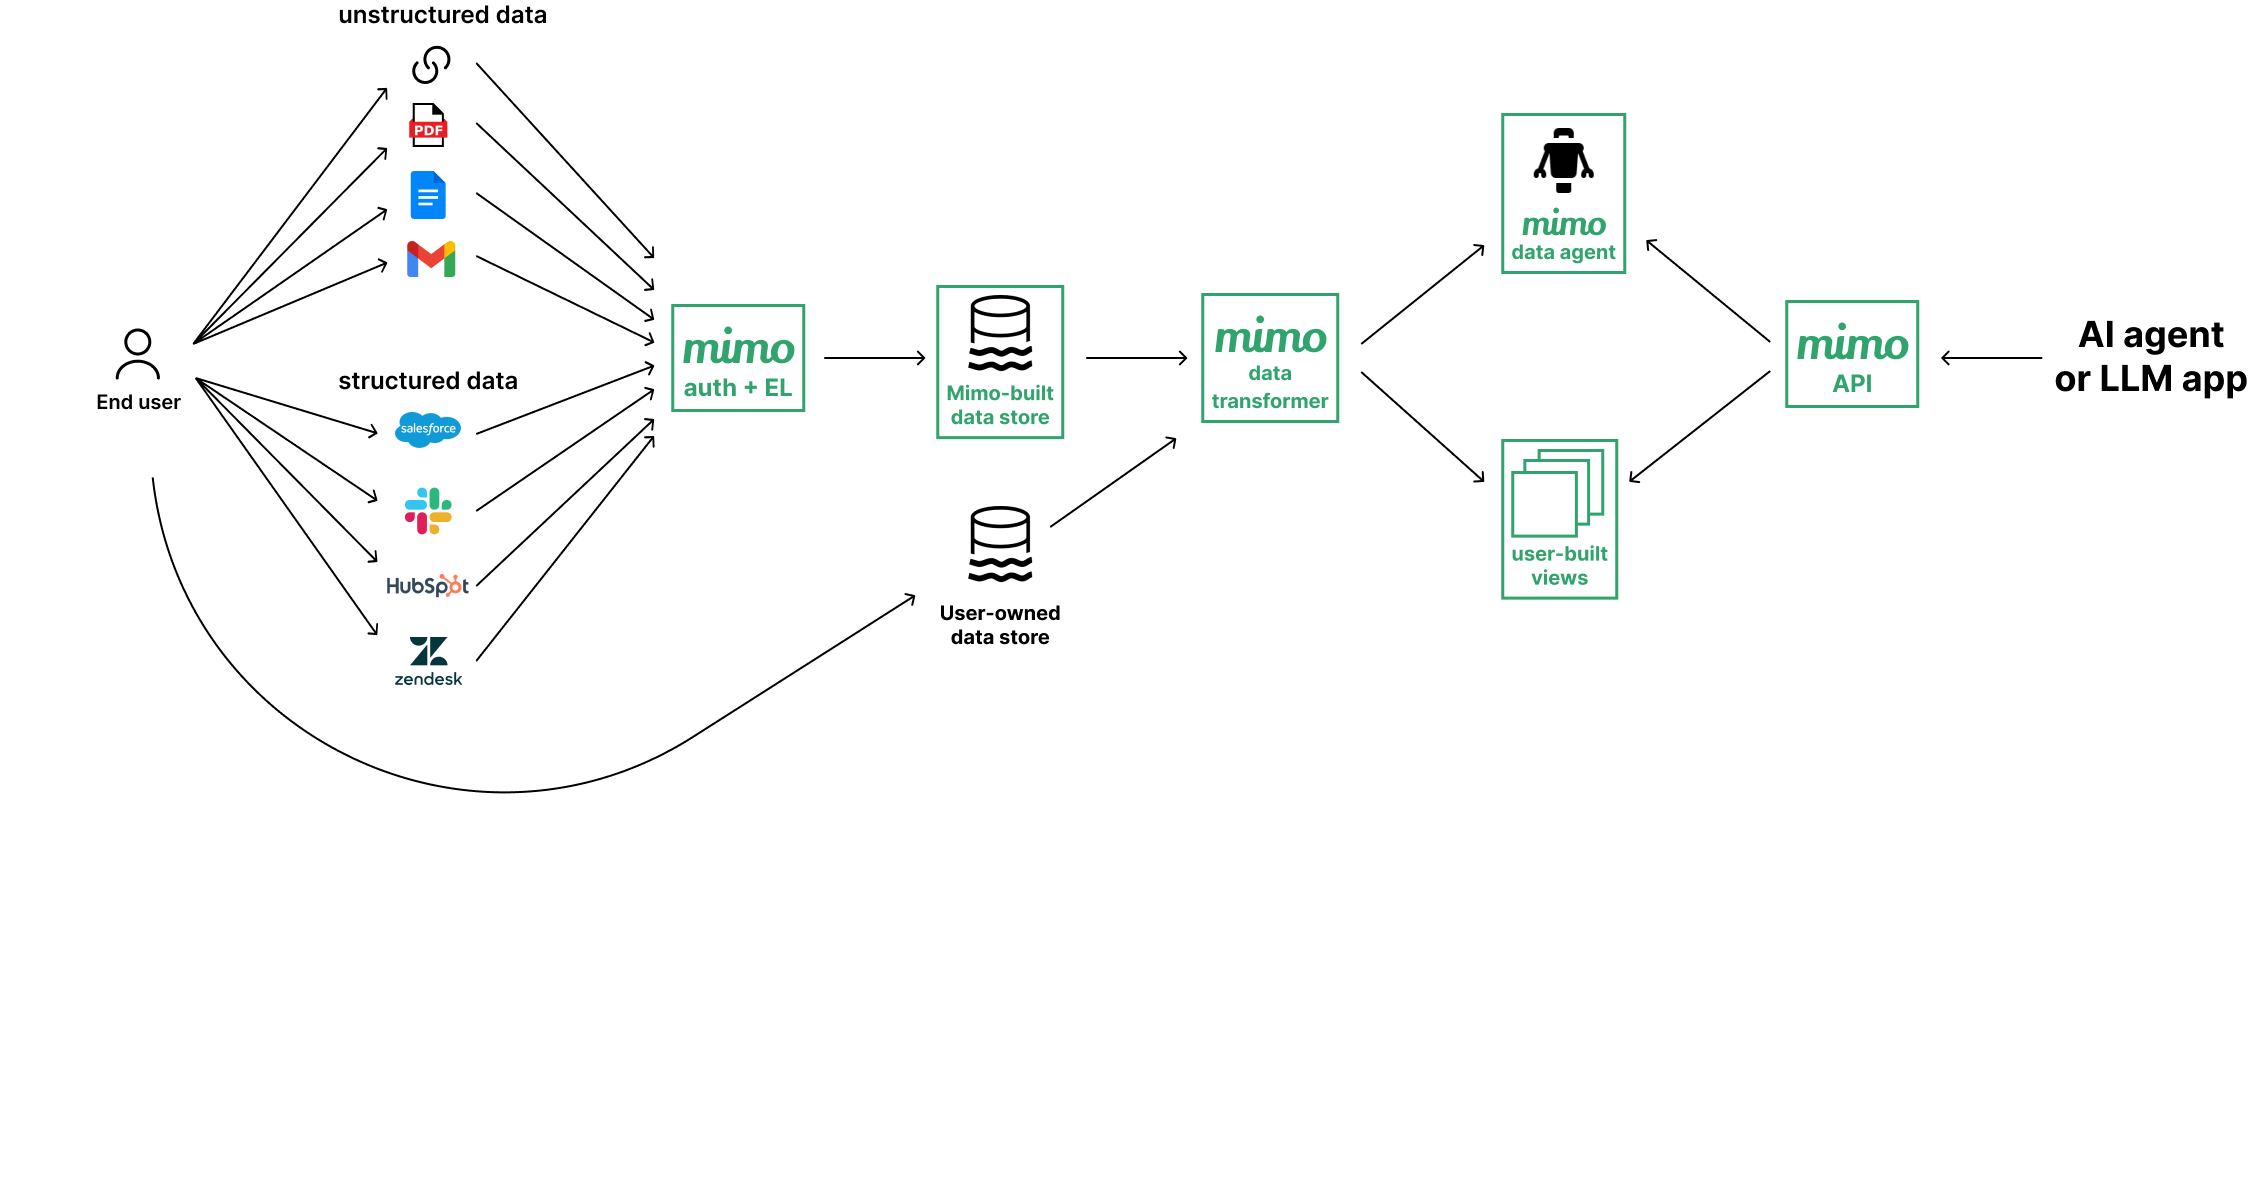 unstructured data
PDF
End user
structured data
salesforce
HubSpot
zendesk
mimo
auth + EL
Mimo-built
data store
User-owned
data store
mimo
data
transformer
mimo
data agent
user-built
views
mimo
API
AI agent
or LLM app